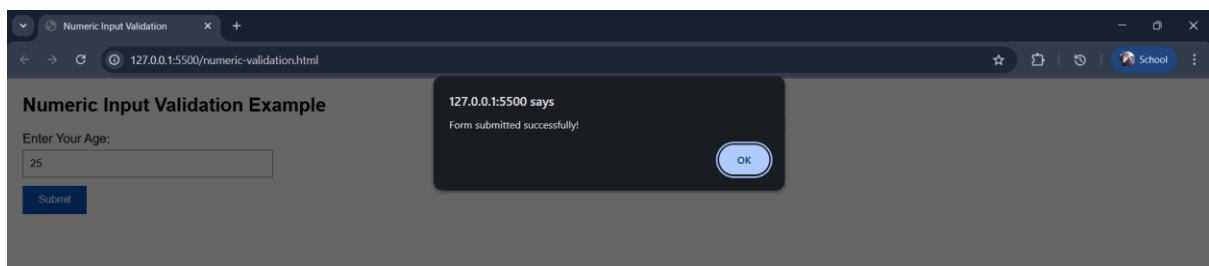 Numeric Input Validation
127.0.0.1:5500/numeric-validation.html
School
Numeric Input Validation Example
Enter Your Age:
25
Submit
127.0.0.1:5500 says
Form submitted successfully!
OK